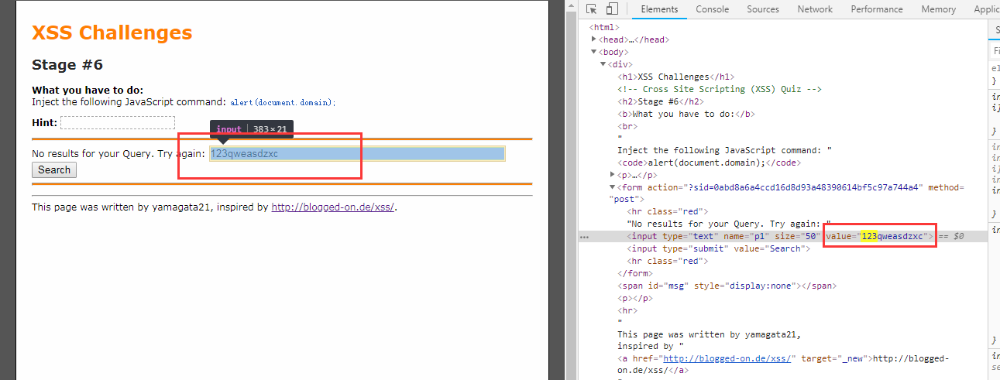 XSS Challenges
Stage #6
What you have to do:
Inject the following JavaScript command: alert(document.domain);
Hint:
input 383 × 21
No results for your Query. Try again: 123qweasdzxc
Search
This page was written by yamagata21, inspired by http://blogged-on.de/xss/.
Elements Console Sources Network Performance Memory Applic
<html>
<head>…</head>
<body>
<div>
<h1>XSS Challenges</h1>
<!-- Cross Site Scripting (XSS) Quiz -->
<h2>Stage #6</h2>
<b>What you have to do:</b>
<br>
"
Inject the following JavaScript command: "
<code>alert(document.domain);</code>
<p>…</p>
<form action="?sid=0abd8a6a4ccd16d8d93a48390614bf5c97a744a4" method=
"post">
<hr class="red">
"No results for your Query. Try again: "
… <input type="text" name="p1" size="50" value="123qweasdzxc"> == $0
<input type="submit" value="Search">
<hr class="red">
</form>
<span id="msg" style="display:none"></span>
<p></p>
<hr>
"
This page was written by yamagata21,
inspired by "
<a href="http://blogged-on.de/xss/" target="_new">http://blogged-
on.de/xss/</a>